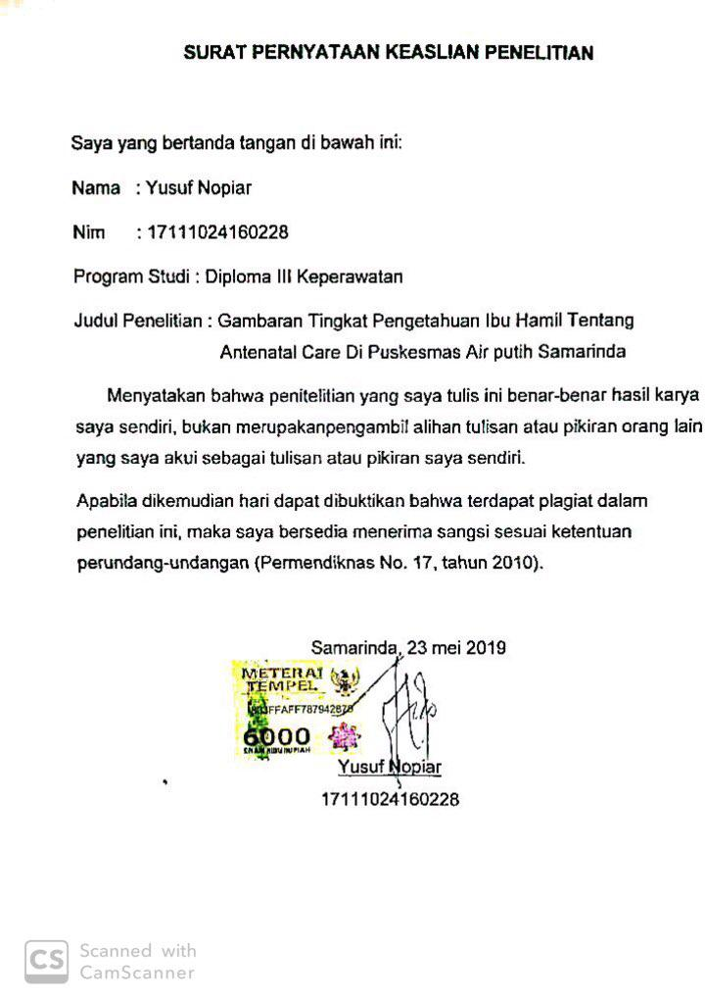 SURAT PERNYATAAN KEASLIAN PENELITIAN
Saya yang bertanda tangan di bawah ini:
Nama : Yusuf Nopiar
Nim : 17111024160228
Program Studi : Diploma III Keperawatan
Judul Penelitian : Gambaran Tingkat Pengetahuan Ibu Hamil Tentang
Antenatal Care Di Puskesmas Air putih Samarinda
Menyatakan bahwa penitelitian yang saya tulis ini benar-benar hasil karya
saya sendiri, bukan merupakanpengambil alihan tulisan atau pikiran orang lain
yang saya akui sebagai tulisan atau pikiran saya sendiri.
Apabila dikemudian hari dapat dibuktikan bahwa terdapat plagiat dalam
penelitian ini, maka saya bersedia menerima sangsi sesuai ketentuan
perundang-undangan (Permendiknas No. 17, tahun 2010).
Samarinda, 23 mei 2019
METERAI
TEMPEL
6000
ENAM RIBU RUPIAH
Yusuf Nopiar
17111024160228
CS Scanned with
CamScanner